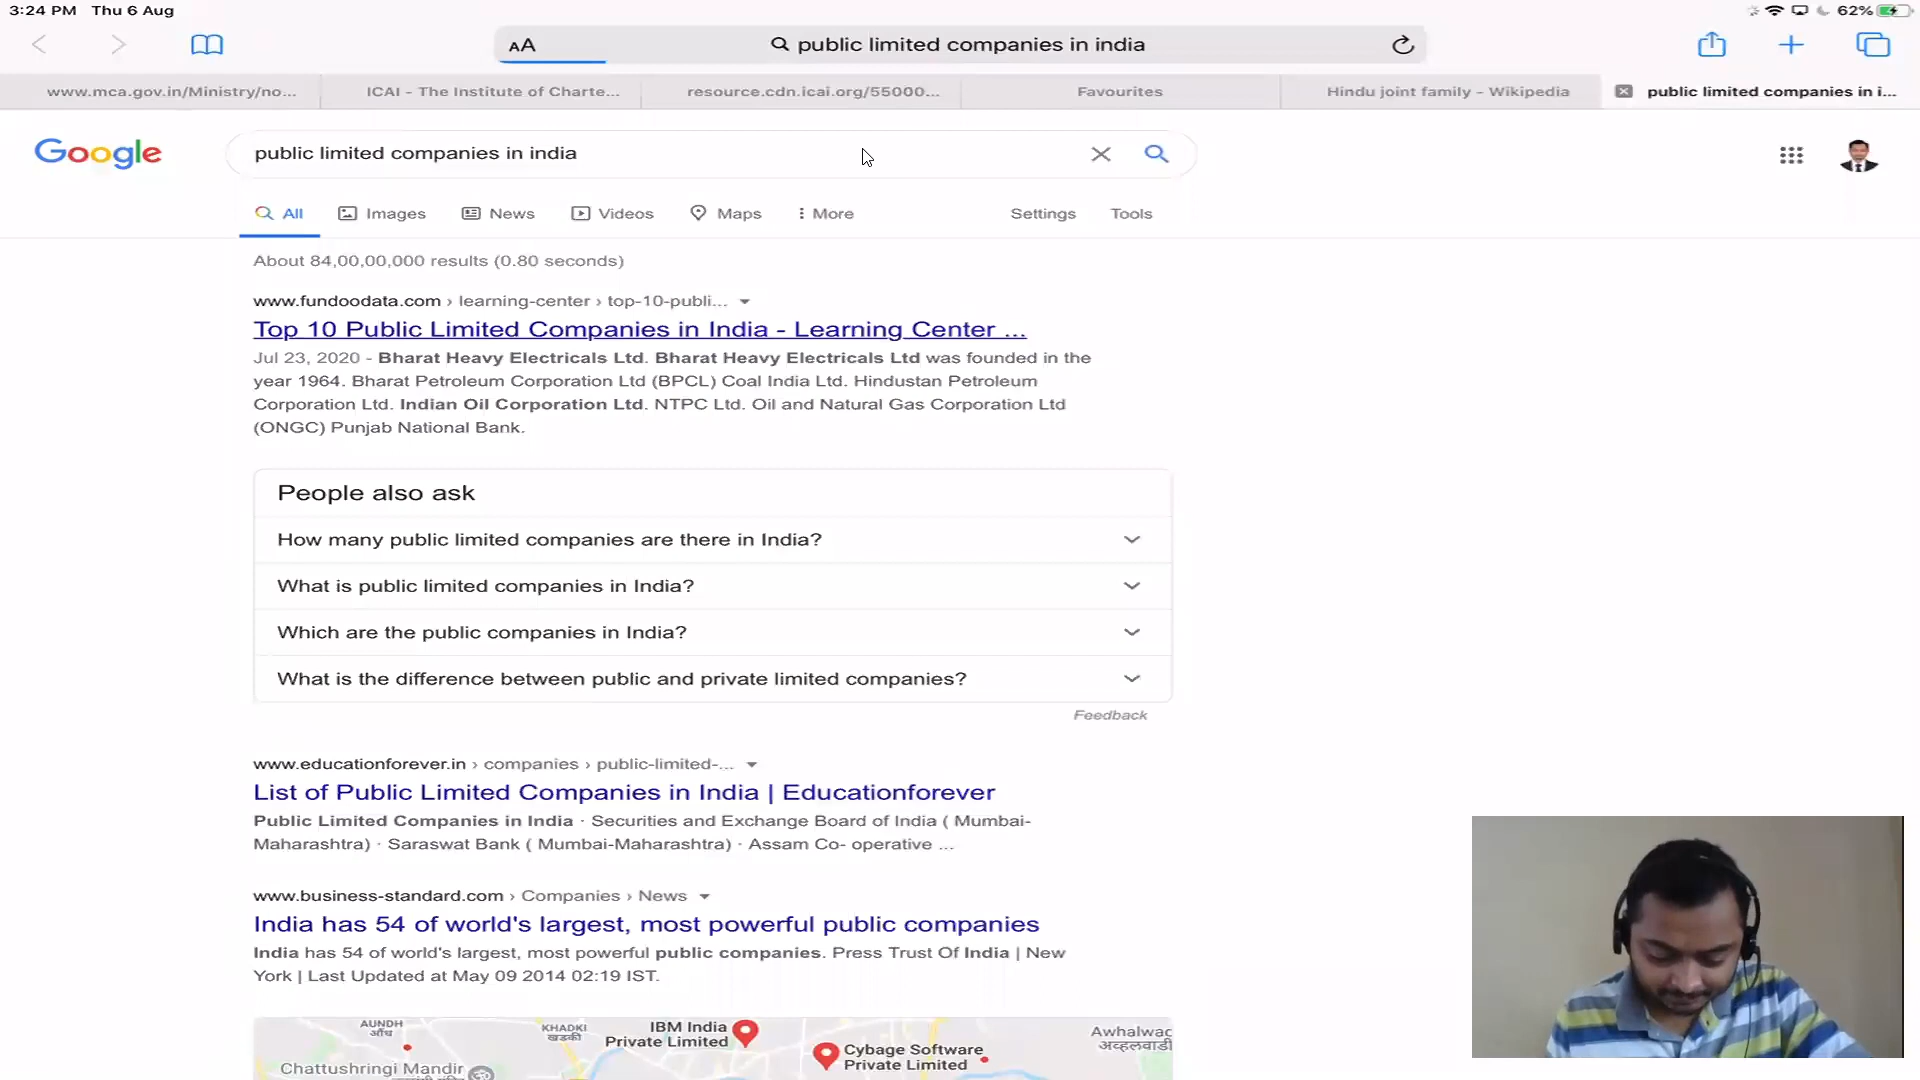 3:24 PM Thu 6 Aug
62%
AA
public limited companies in india
www.mca.gov.in/Ministry/no...
ICAI - The Institute of Charte...
resource.cdn.icai.org/55000...
Favourites
Hindu joint family - Wikipedia
public limited companies in i...
Google
public limited companies in india
All
Images
News
Videos
Maps
More
Settings
Tools
About 84,00,00,000 results (0.80 seconds)
www.fundoodata.com › learning-center › top-10-publi...
Top 10 Public Limited Companies in India - Learning Center ...
Jul 23, 2020 - Bharat Heavy Electricals Ltd. Bharat Heavy Electricals Ltd was founded in the
year 1964. Bharat Petroleum Corporation Ltd (BPCL) Coal India Ltd. Hindustan Petroleum
Corporation Ltd. Indian Oil Corporation Ltd. NTPC Ltd. Oil and Natural Gas Corporation Ltd
(ONGC) Punjab National Bank.
People also ask
How many public limited companies are there in India?
What is public limited companies in India?
Which are the public companies in India?
What is the difference between public and private limited companies?
Feedback
www.educationforever.in › companies › public-limited-...
List of Public Limited Companies in India | Educationforever
Public Limited Companies in India · Securities and Exchange Board of India ( Mumbai-
Maharashtra) · Saraswat Bank ( Mumbai-Maharashtra) · Assam Co- operative ...
www.business-standard.com › Companies › News
India has 54 of world's largest, most powerful public companies
India has 54 of world's largest, most powerful public companies. Press Trust Of India | New
York | Last Updated at May 09 2014 02:19 IST.
AUNDH
औंध
KHADKI
खडकी
IBM India
Private Limited
Cybage Software
Private Limited
Awhalwac
अव्हलवाडी
Chattushringi Mandir